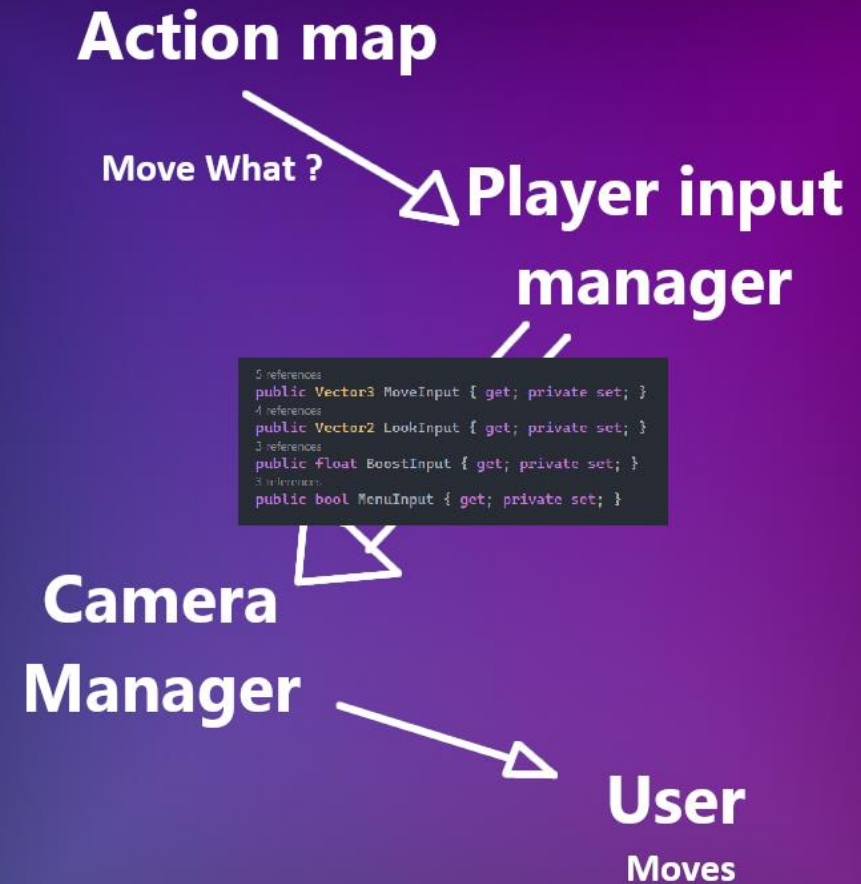 Action map
Move What ?
Player input
manager
5 references
public Vector3 MoveInput { get; private set; }
4 references
public Vector2 LookInput { get; private set; }
3 references
public float BoostInput { get; private set; }
3 references
public bool MenuInput { get; private set; }
Camera
Manager
User
Moves